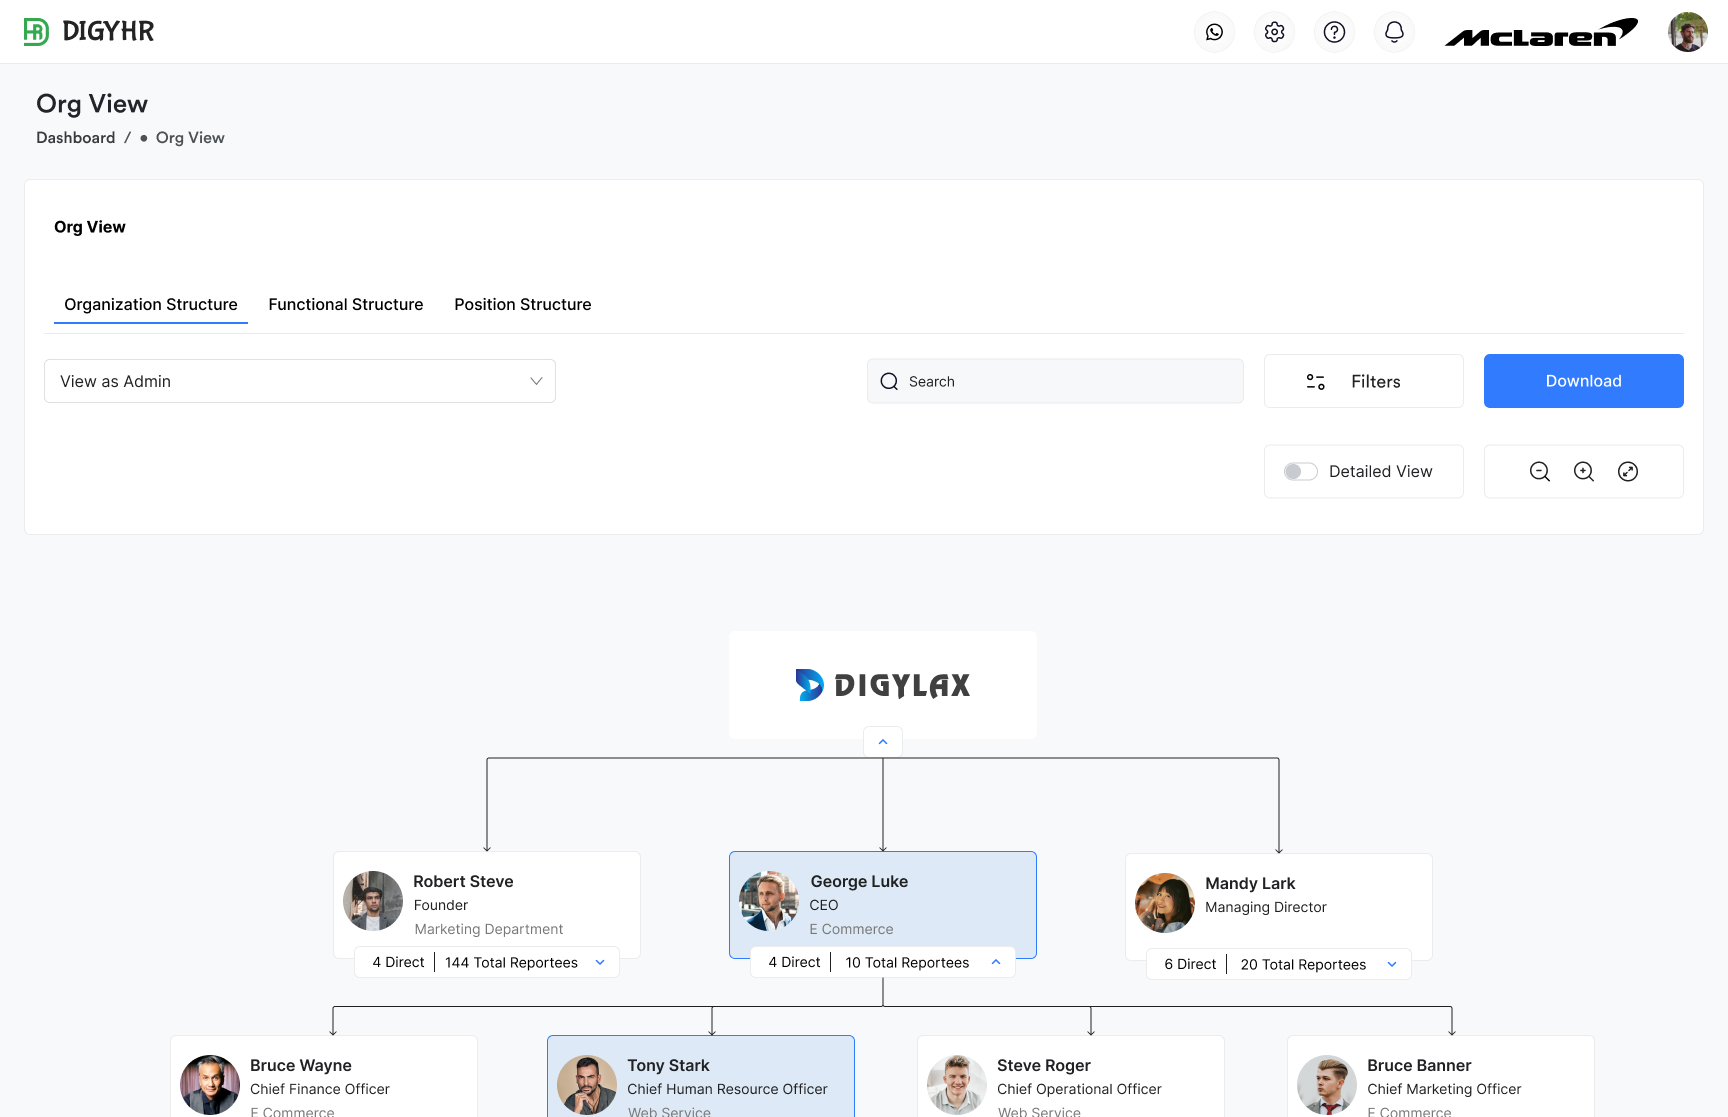 DIGYHR
McLaren
Org View
Dashboard / • Org View
Org View
Organization Structure
Functional Structure
Position Structure
View as Admin
Search
Filters
Download
Detailed View
DIGYLAX
Robert Steve
Founder
Marketing Department
4 Direct | 144 Total Reportees
George Luke
CEO
E Commerce
4 Direct | 10 Total Reportees
Mandy Lark
Managing Director
6 Direct | 20 Total Reportees
Bruce Wayne
Chief Finance Officer
E Commerce
Tony Stark
Chief Human Resource Officer
Web Service
Steve Roger
Chief Operational Officer
Web Service
Bruce Banner
Chief Marketing Officer
E Commerce